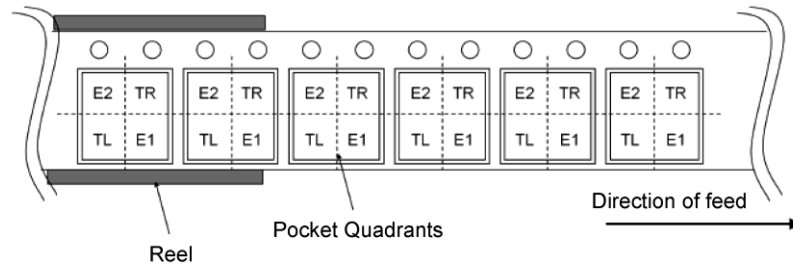 E2 TR E2 TR E2 TR E2 TR E2 TR E2 TR
TL E1 TL E1 TL E1 TL E1 TL E1 TL E1
Direction of feed
Pocket Quadrants
Reel